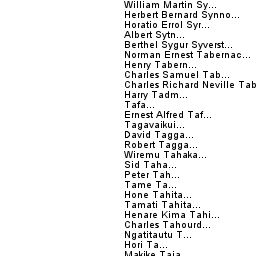 William Martin Sy...
Herbert Bernard Synno...
Horatio Errol Syr...
Albert Sytn...
Berthel Sygur Syverst...
Norman Ernest Tabernac...
Henry Tabern...
Charles Samuel Tab...
Charles Richard Neville Tab
Harry Tadm...
Tafa...
Ernest Alfred Taf...
Tagavaikui...
David Tagga...
Robert Tagga...
Wiremu Tahaka...
Sid Taha...
Peter Tah...
Tame Ta...
Hone Tahita...
Tamati Tahita...
Henare Kima Tahi...
Charles Tahourd...
Ngatitautu T...
Hori Ta...
Makike Taia